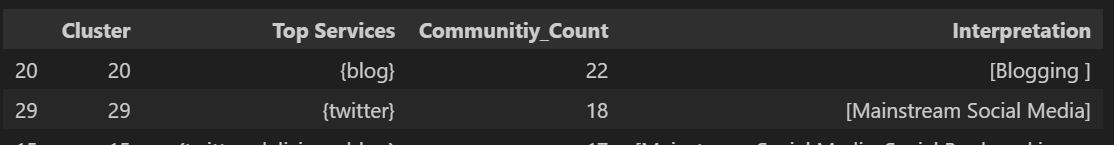 Cluster Top Services Communitiy_Count Interpretation
20 20 {blog} 22 [Blogging ]
29 29 {twitter} 18 [Mainstream Social Media]